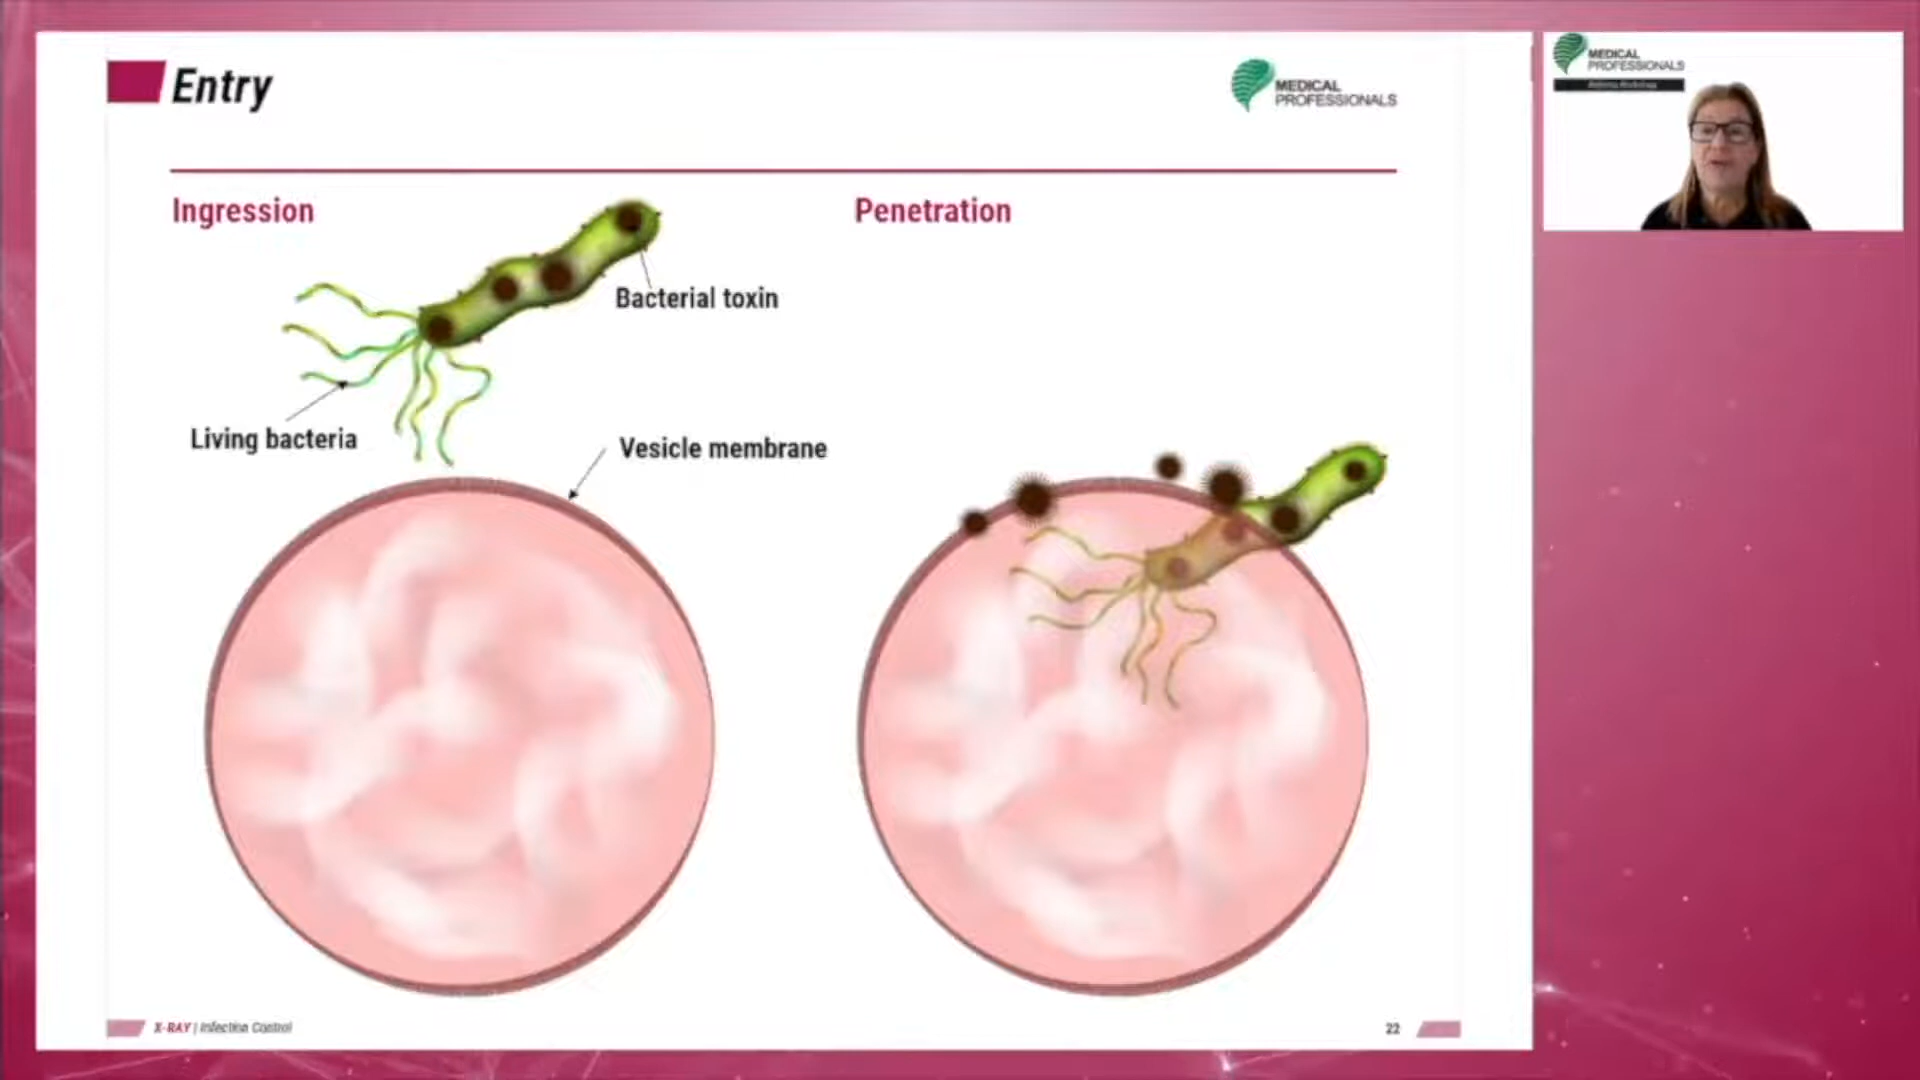 Entry
MEDICAL
PROFESSIONALS
Ingression
Penetration
Bacterial toxin
Living bacteria
Vesicle membrane
X-RAY | Infection Control
22
MEDICAL
PROFESSIONALS